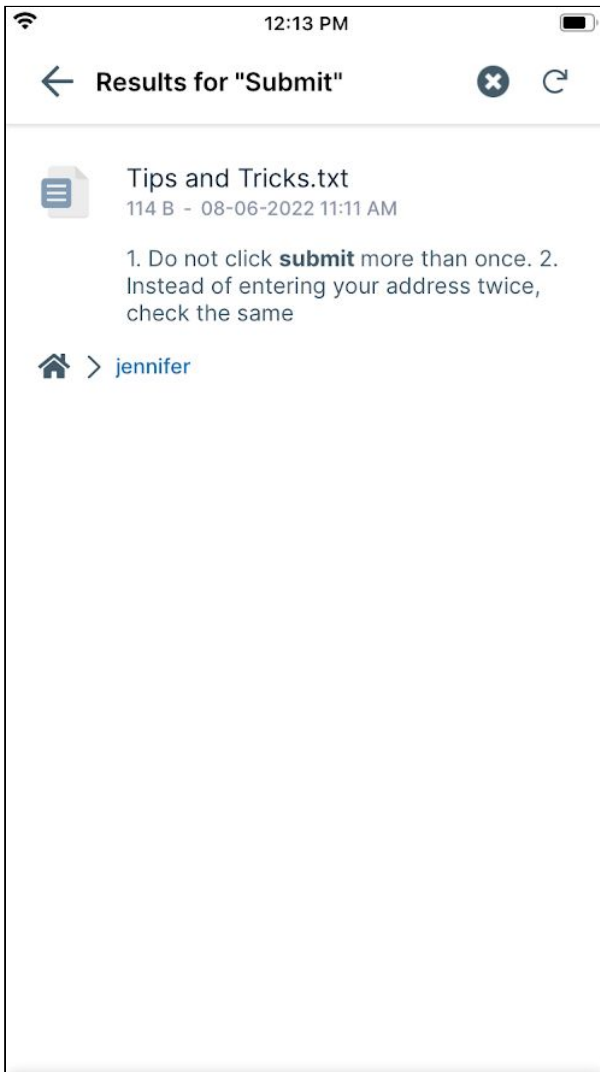 12:13 PM
Results for "Submit"
Tips and Tricks.txt
114 B - 08-06-2022 11:11 AM
1. Do not click submit more than once. 2.
Instead of entering your address twice,
check the same
jennifer